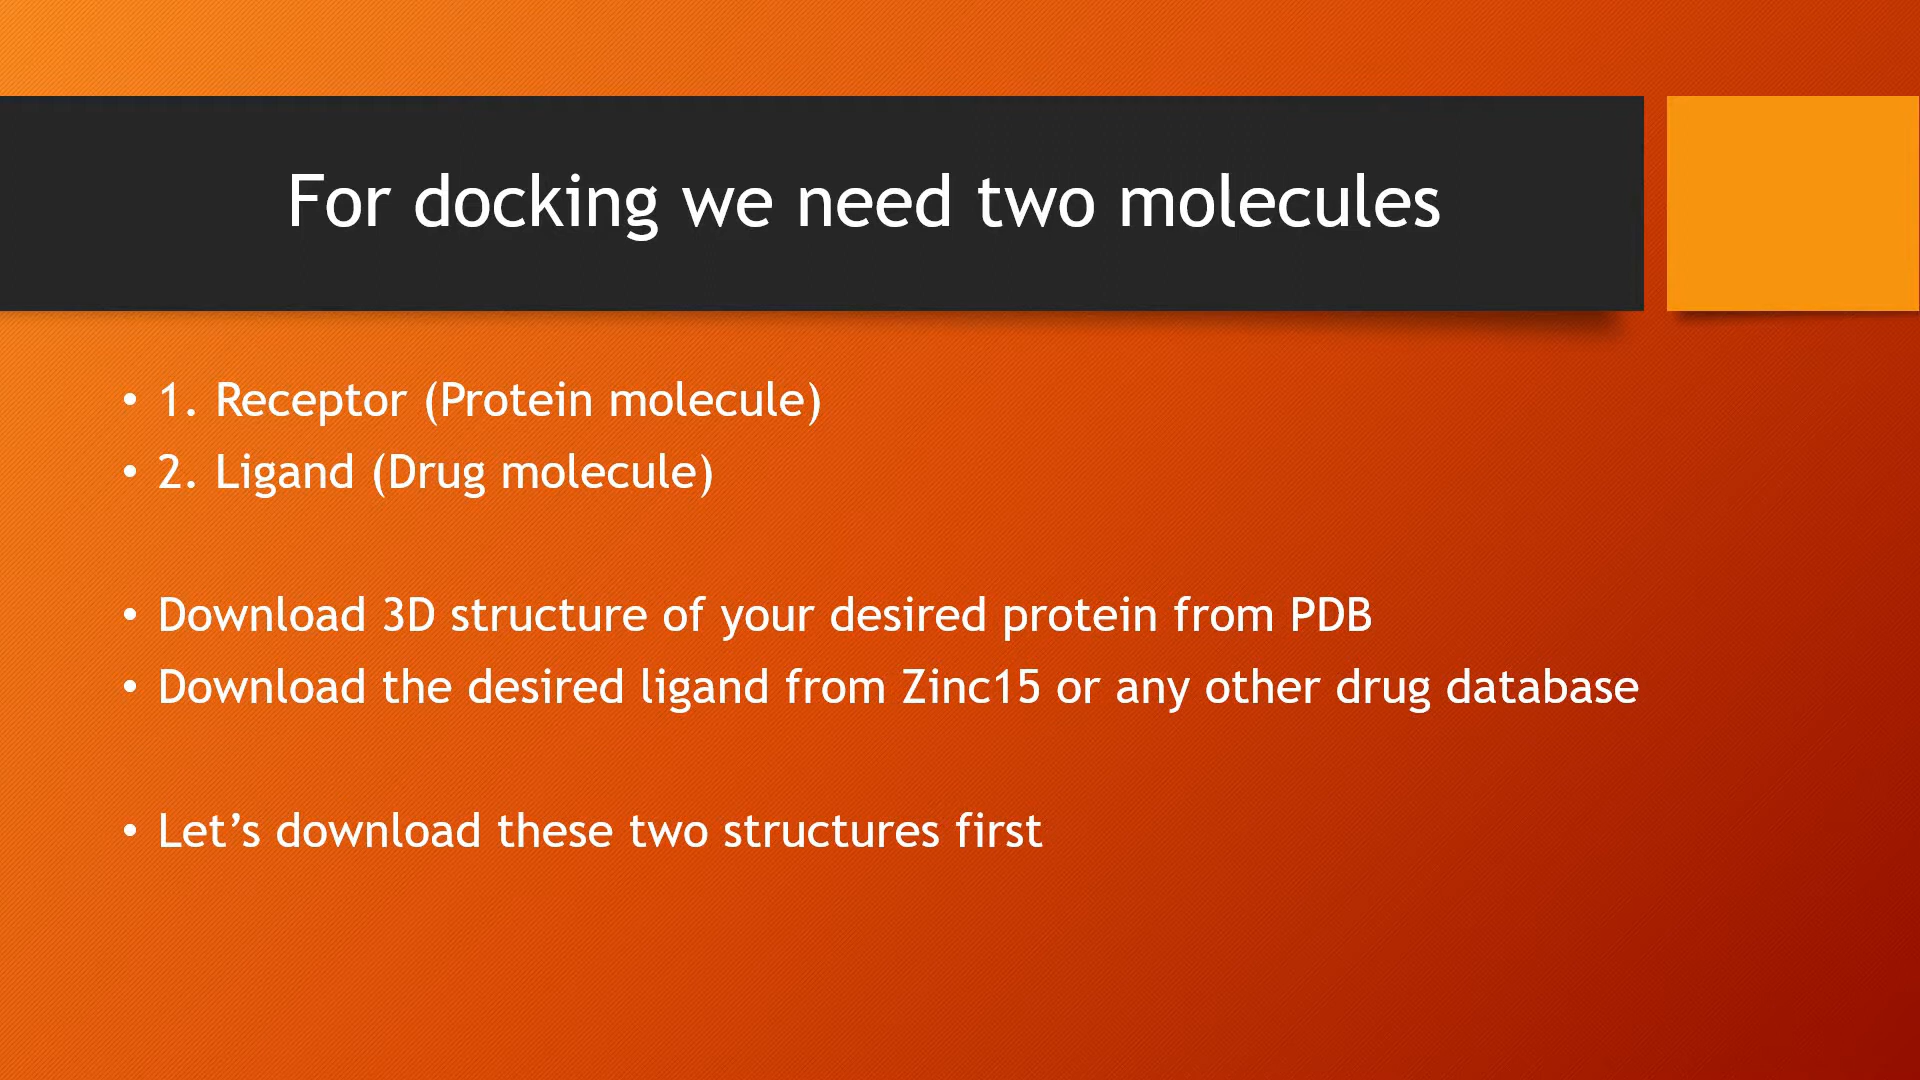 For docking we need two molecules
• 1. Receptor (Protein molecule)
• 2. Ligand (Drug molecule)
• Download 3D structure of your desired protein from PDB
• Download the desired ligand from Zinc15 or any other drug database
• Let’s download these two structures first